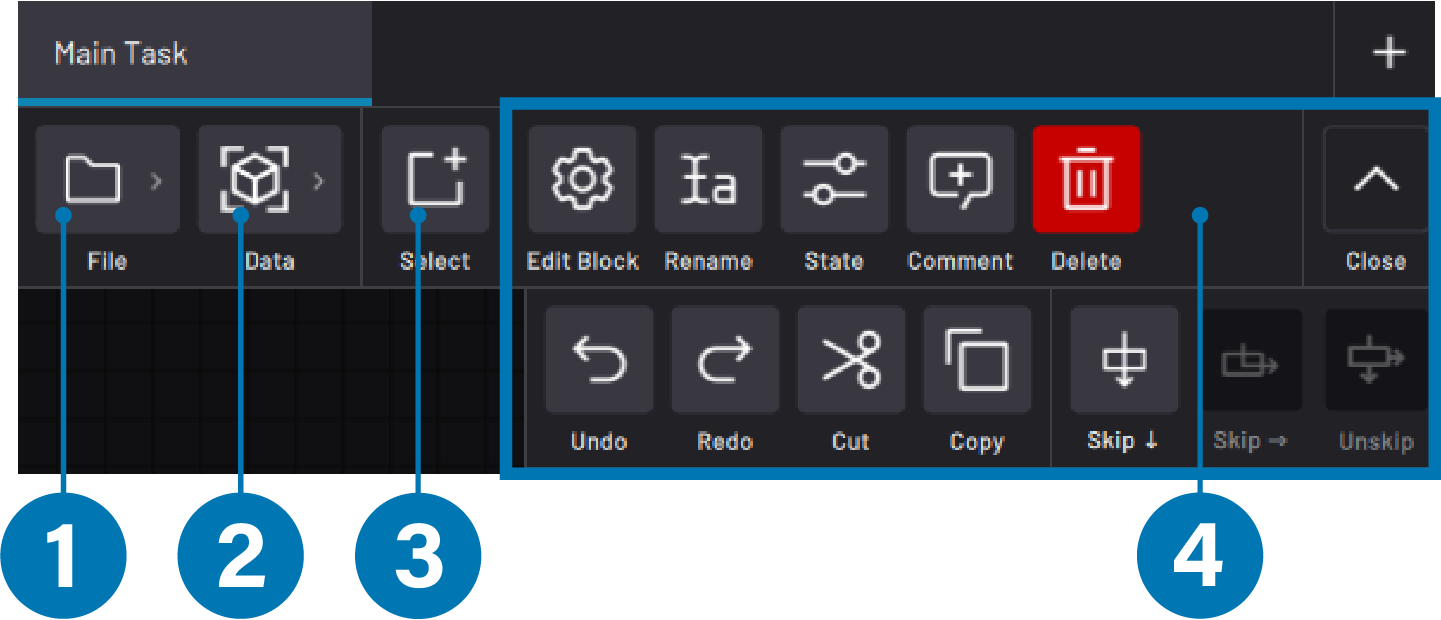 Main Task
+
File
Data
Select
Edit Block
Rename
State
Comment
Delete
Close
Undo
Redo
Cut
Copy
Skip ↓
Skip →
Unskip
1
2
3
4